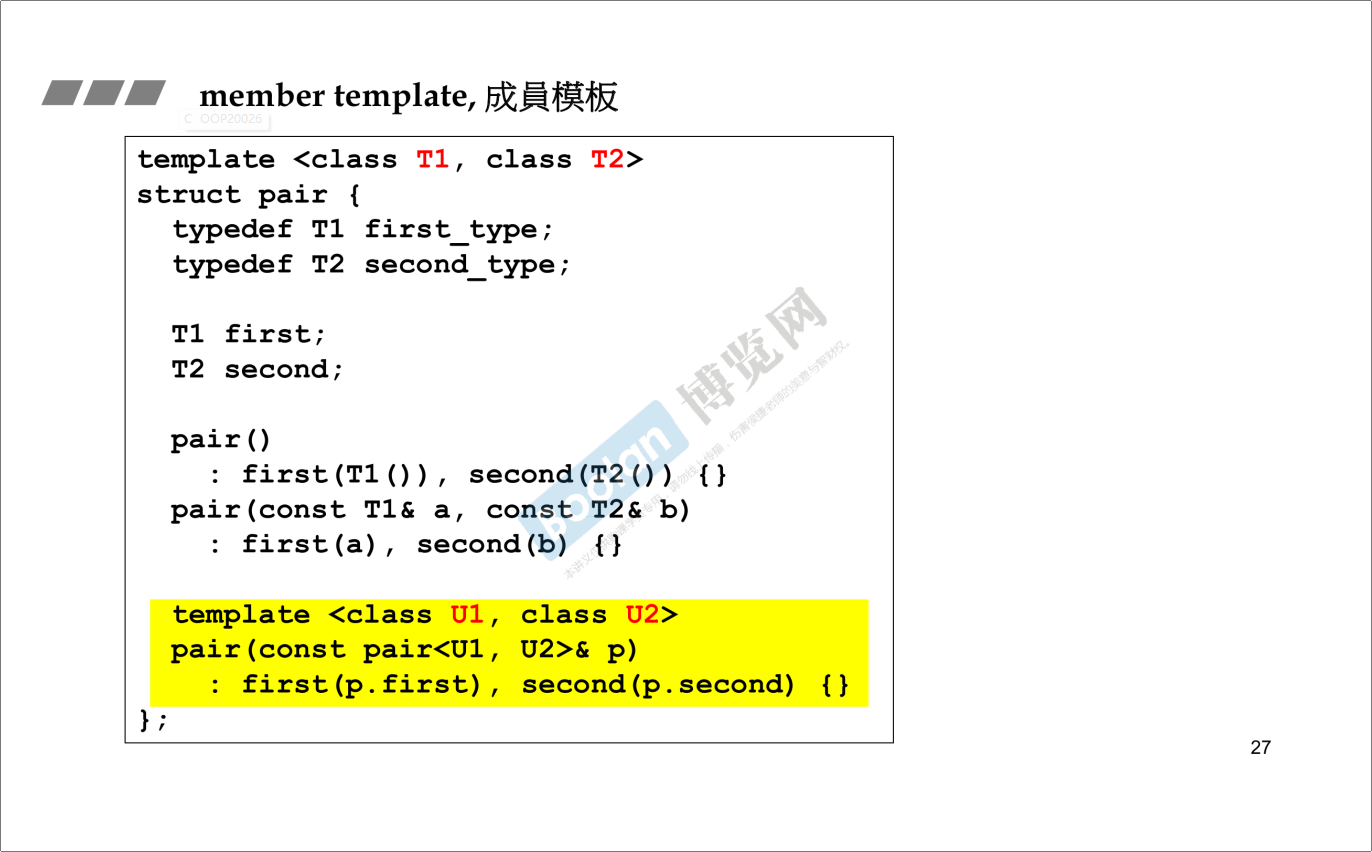 member template, 成員模板
C OOP20026
template <class T1, class T2>
struct pair {
typedef T1 first_type;
typedef T2 second_type;
T1 first;
T2 second;
pair()
: first(T1()), second(T2()) {}
pair(const T1& a, const T2& b)
: first(a), second(b) {}
template <class U1, class U2>
pair(const pair<U1, U2>& p)
: first(p.first), second(p.second) {}
};
boolan 博览网
27